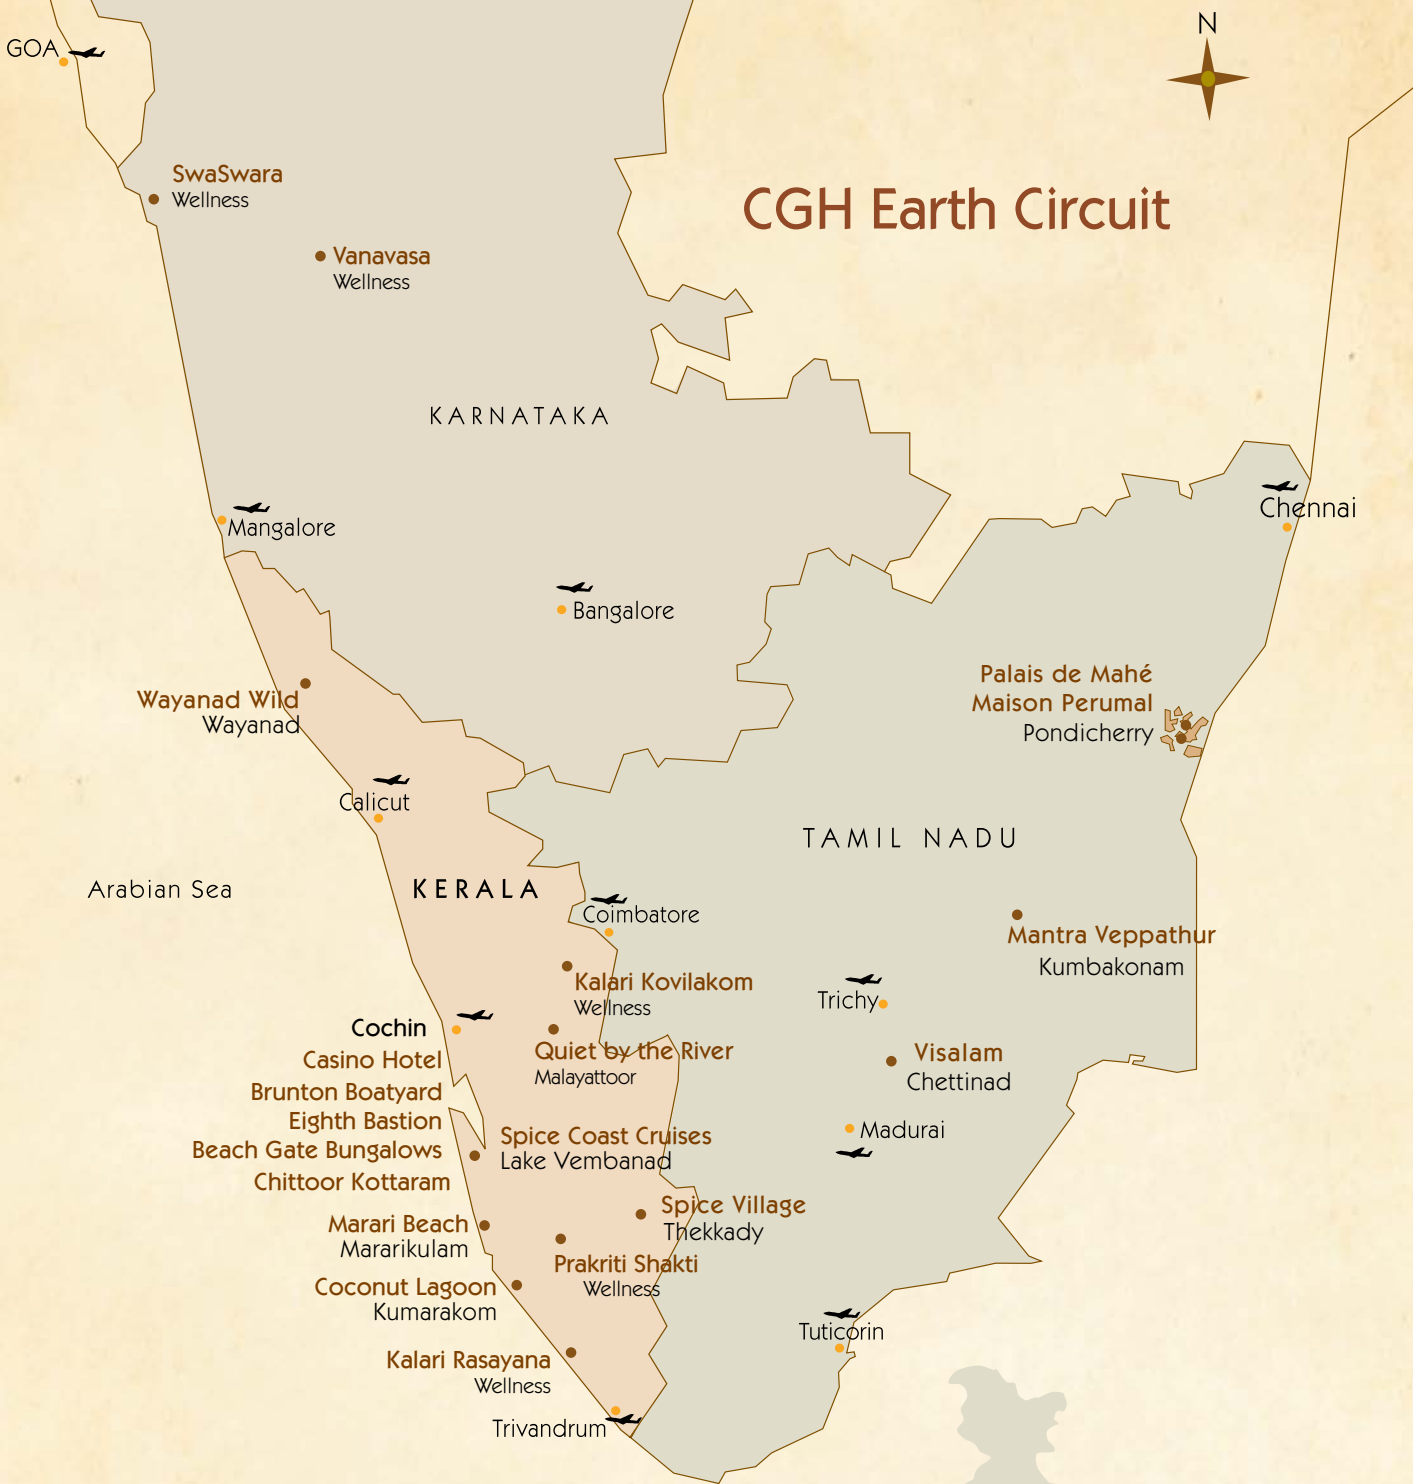 N
GOA
SwaSwara
Wellness
CGH Earth Circuit
Vanavasa
Wellness
KARNATAKA
Mangalore
Chennai
Bangalore
Wayanad Wild
Wayanad
Palais de Mahé
Maison Perumal
Pondicherry
Calicut
TAMIL NADU
Arabian Sea
KERALA
Coimbatore
Mantra Veppathur
Kumbakonam
Kalari Kovilakom
Wellness
Trichy
Cochin
Casino Hotel
Brunton Boatyard
Eighth Bastion
Beach Gate Bungalows
Chittoor Kottaram
Quiet by the River
Malayattoor
Visalam
Chettinad
Madurai
Spice Coast Cruises
Lake Vembanad
Spice Village
Thekkady
Marari Beach
Mararikulam
Prakriti Shakti
Wellness
Coconut Lagoon
Kumarakom
Tuticorin
Kalari Rasayana
Wellness
Trivandrum